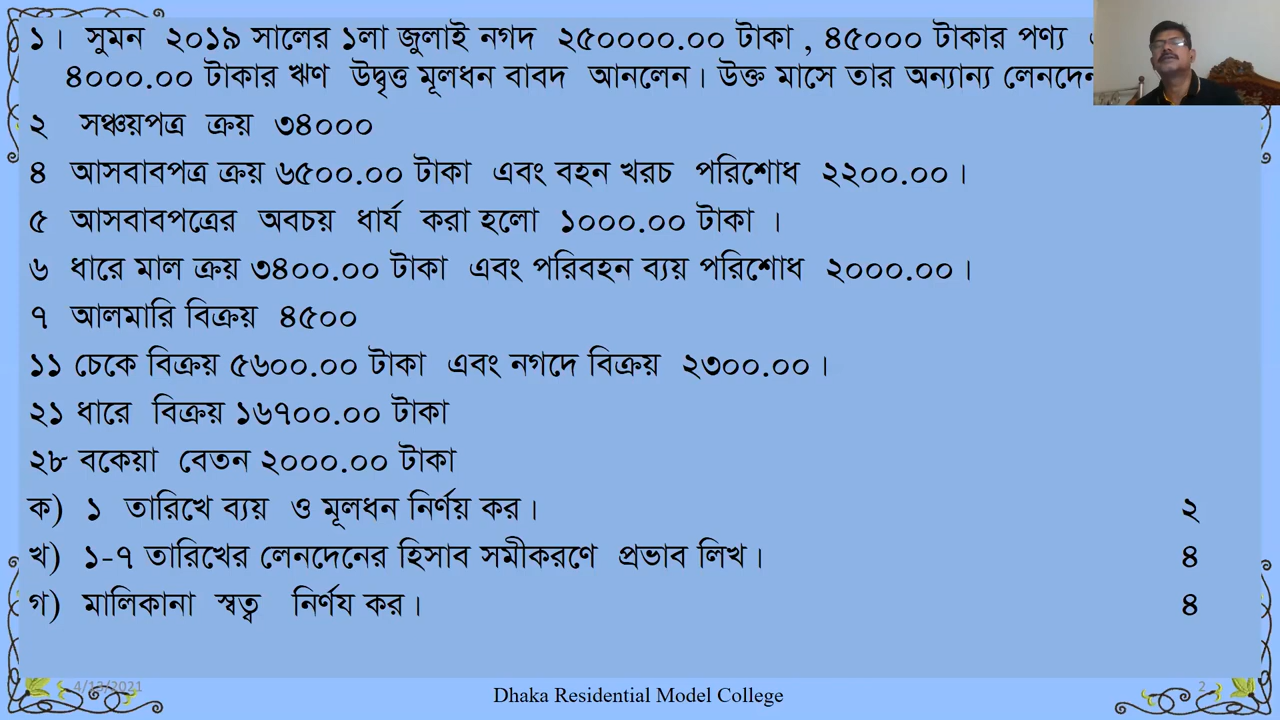 ১। সুমন ২০১৯ সালের ১লা জুলাই নগদ ২৫০০০০.০০ টাকা , ৪৫০০০ টাকার পণ্য
৪০০০.০০ টাকার ঋণ উদ্বৃত্ত মূলধন বাবদ আনলেন। উক্ত মাসে তার অন্যান্য লেনদেন
২ সঞ্চয়পত্র ক্রয় ৩৪০০০
৪ আসবাবপত্র ক্রয় ৬৫০০.০০ টাকা এবং বহন খরচ পরিশোধ ২২০০.০০।
৫ আসবাবপত্রের অবচয় ধার্য করা হলো ১০০০.০০ টাকা ।
৬ ধারে মাল ক্রয় ৩৪০০.০০ টাকা এবং পরিবহন ব্যয় পরিশোধ ২০০০.০০।
৭ আলমারি বিক্রয় ৪৫০০
১১ চেকে বিক্রয় ৫৬০০.০০ টাকা এবং নগদে বিক্রয় ২৩০০.০০।
২১ ধারে বিক্রয় ১৬৭০০.০০ টাকা
২৮ বকেয়া বেতন ২০০০.০০ টাকা
ক) ১ তারিখে ব্যয় ও মূলধন নির্ণয় কর। ২
খ) ১-৭ তারিখের লেনদেনের হিসাব সমীকরণে প্রভাব লিখ। ৪
গ) মালিকানা স্বত্ব নির্ণয কর। ৪
4/13/2021 Dhaka Residential Model College 2